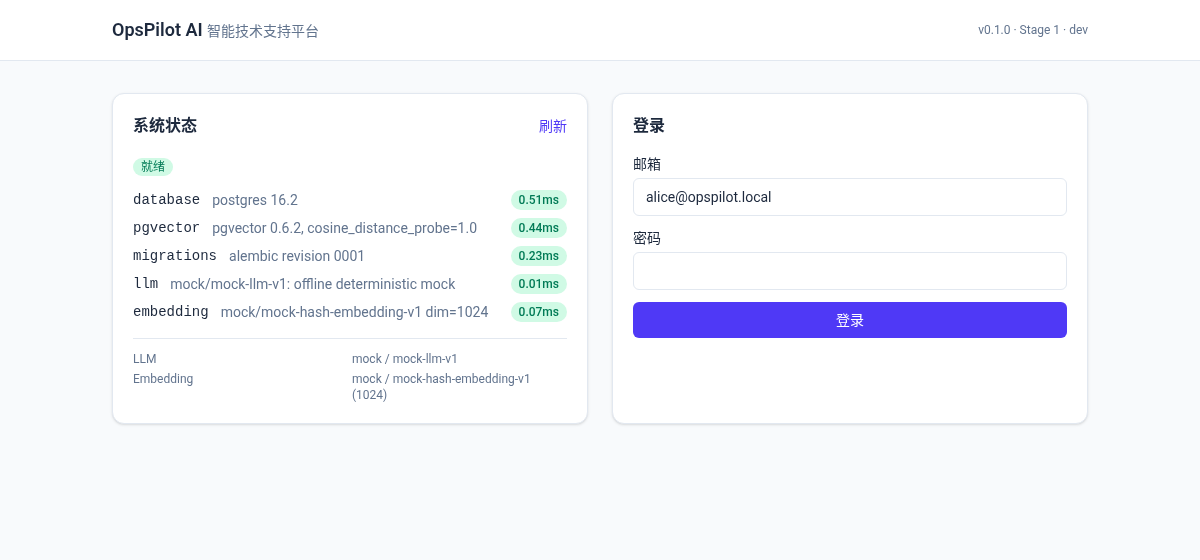 OpsPilot AI 智能技术支持平台
v0.1.0 · Stage 1 · dev
系统状态
刷新
就绪
database postgres 16.2 0.51ms
pgvector pgvector 0.6.2, cosine_distance_probe=1.0 0.44ms
migrations alembic revision 0001 0.23ms
llm mock/mock-llm-v1: offline deterministic mock 0.01ms
embedding mock/mock-hash-embedding-v1 dim=1024 0.07ms
LLM mock / mock-llm-v1
Embedding mock / mock-hash-embedding-v1
(1024)
登录
邮箱
alice@opspilot.local
密码
登录